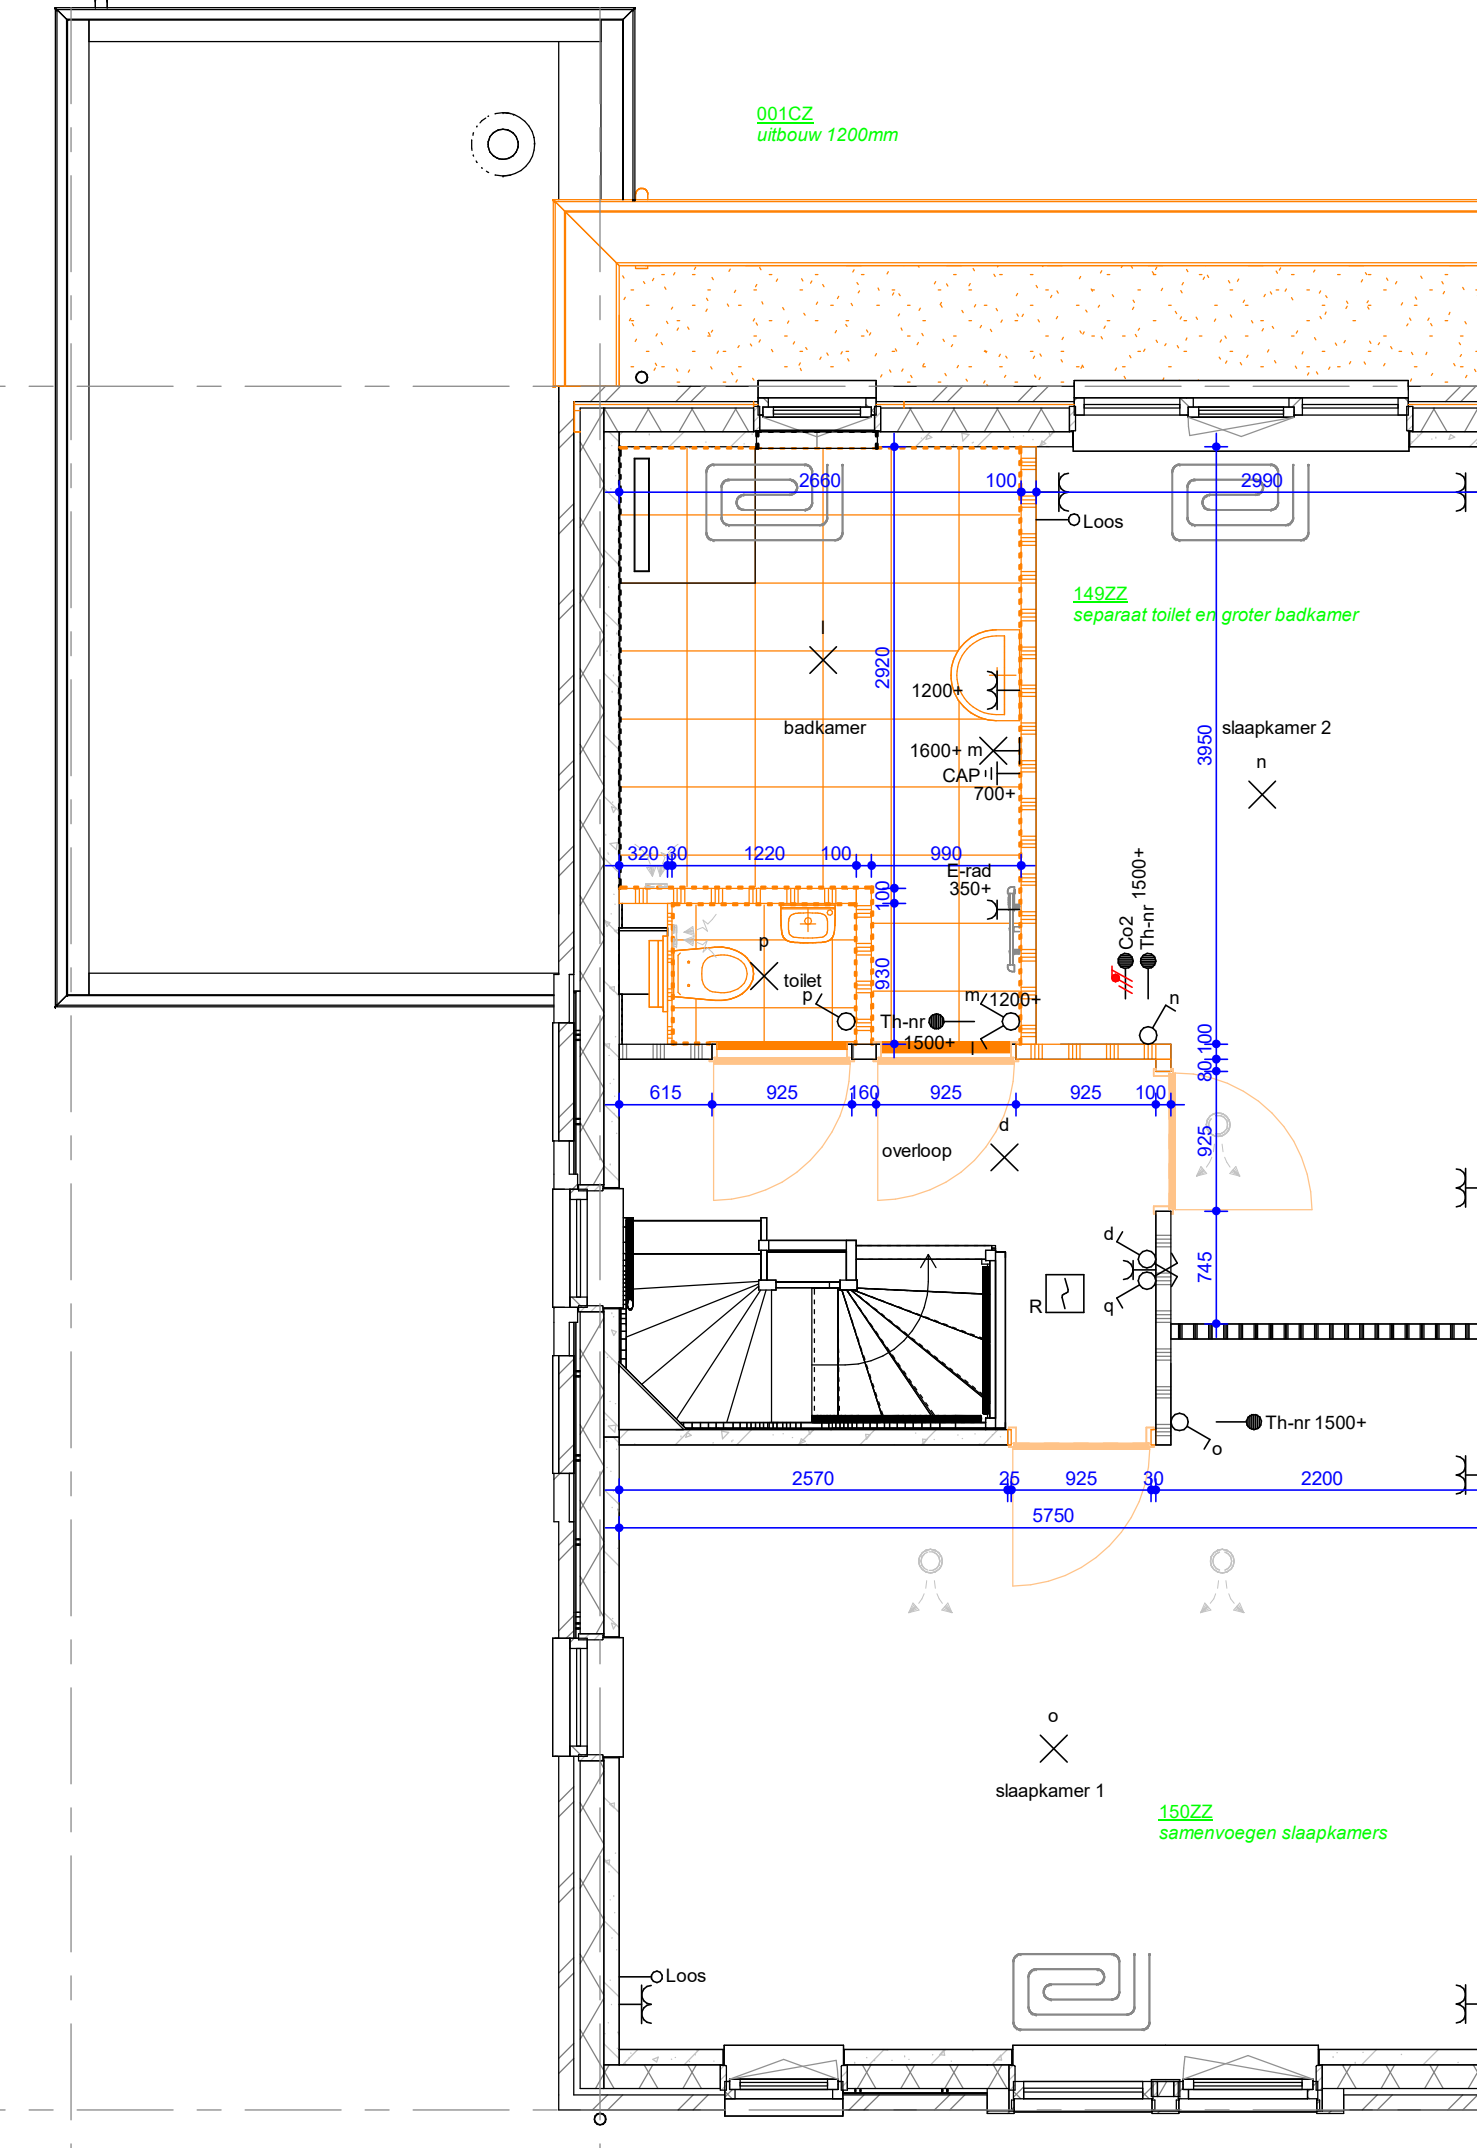 001CZ
uitbouw 1200mm
2660
100
2990
Loos
149ZZ
separaat toilet en groter badkamer
l
2920
1200+
badkamer
3950
slaapkamer 2
1600+ m
n
CAP
700+
320
30
1220
100
990
E-rad
350+
100
Co2
Th-nr 1500+
p
toilet
930
p
m
1200+
n
Th-nr
1500+
l
100
80
615
925
160
925
925
100
d
overloop
925
d
745
R
q
Th-nr 1500+
o
2570
25
925
30
2200
5750
o
slaapkamer 1
150ZZ
samenvoegen slaapkamers
Loos